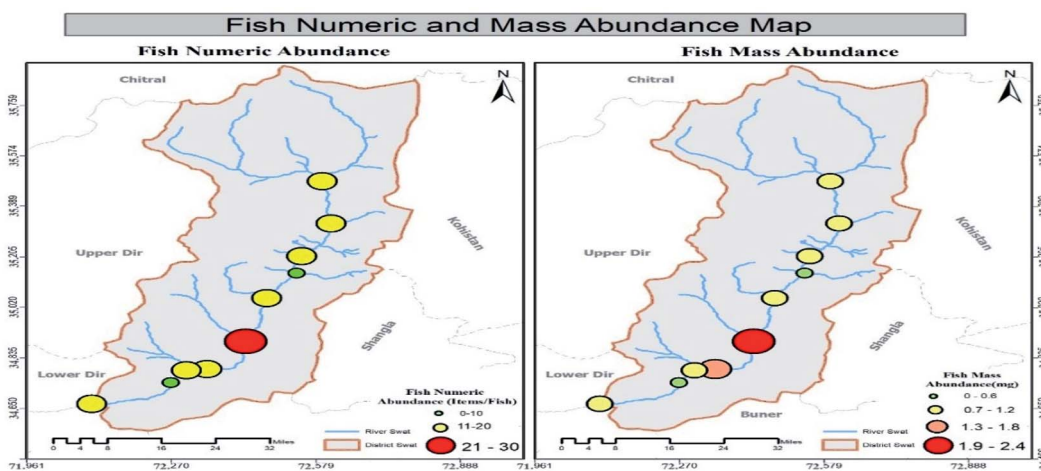 Fish Numeric and Mass Abundance Map
Fish Numeric Abundance
Chitral
N
Upper Dir
Kohistan
Shangla
Lower Dir
Fish Numeric
Abundance (Items/Fish)
0-10
11-20
21 - 30
River Swat
District Swat
0 4 8 16 24 32
Miles
36,759
35,574
35,389
35,205
35,020
34,835
34,650
71.961
72.270
72.579
72.888
Fish Mass Abundance
Chitral
N
Upper Dir
Kohistan
Shangla
Lower Dir
Buner
Fish Mass
Abundance(mg)
0 - 0.6
0.7 - 1.2
1.3 - 1.8
1.9 - 2.4
River Swat
District Swat
0 4 8 16 24 32
Miles
71.961
72.270
72.579
72.888